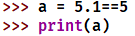 >>> a = 5.1==5
>>> print(a)